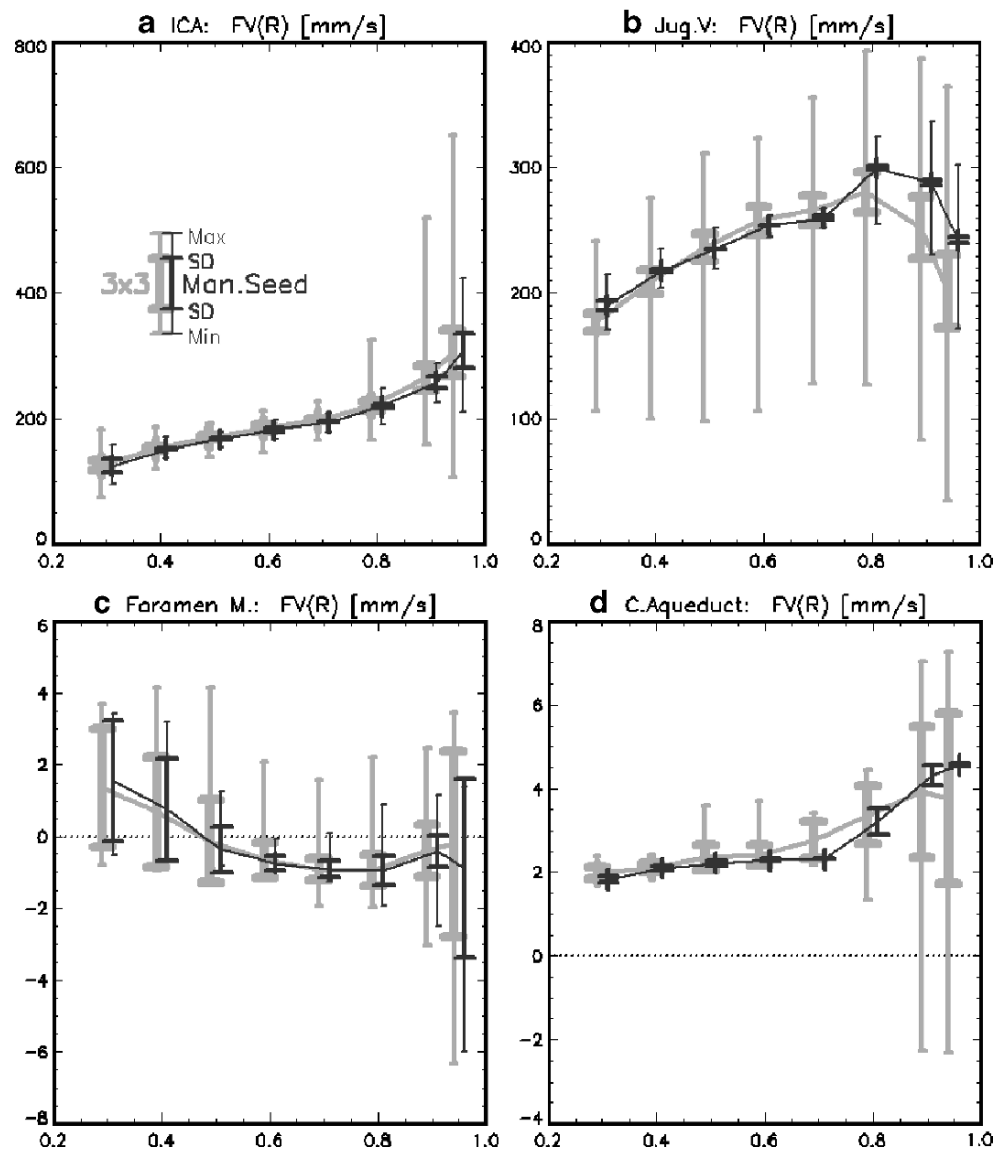 a ICA: FV(R) [mm/s]
800
600
400
200
0
0.2 0.4 0.6 0.8 1.0
Max
SD
3x3 Man.Seed
SD
Min
b Jug.V: FV(R) [mm/s]
400
300
200
100
0
0.2 0.4 0.6 0.8 1.0
c Foramen M.: FV(R) [mm/s]
6
4
2
0
-2
-4
-6
-8
0.2 0.4 0.6 0.8 1.0
d C.Aqueduct: FV(R) [mm/s]
8
6
4
2
0
-2
-4
0.2 0.4 0.6 0.8 1.0